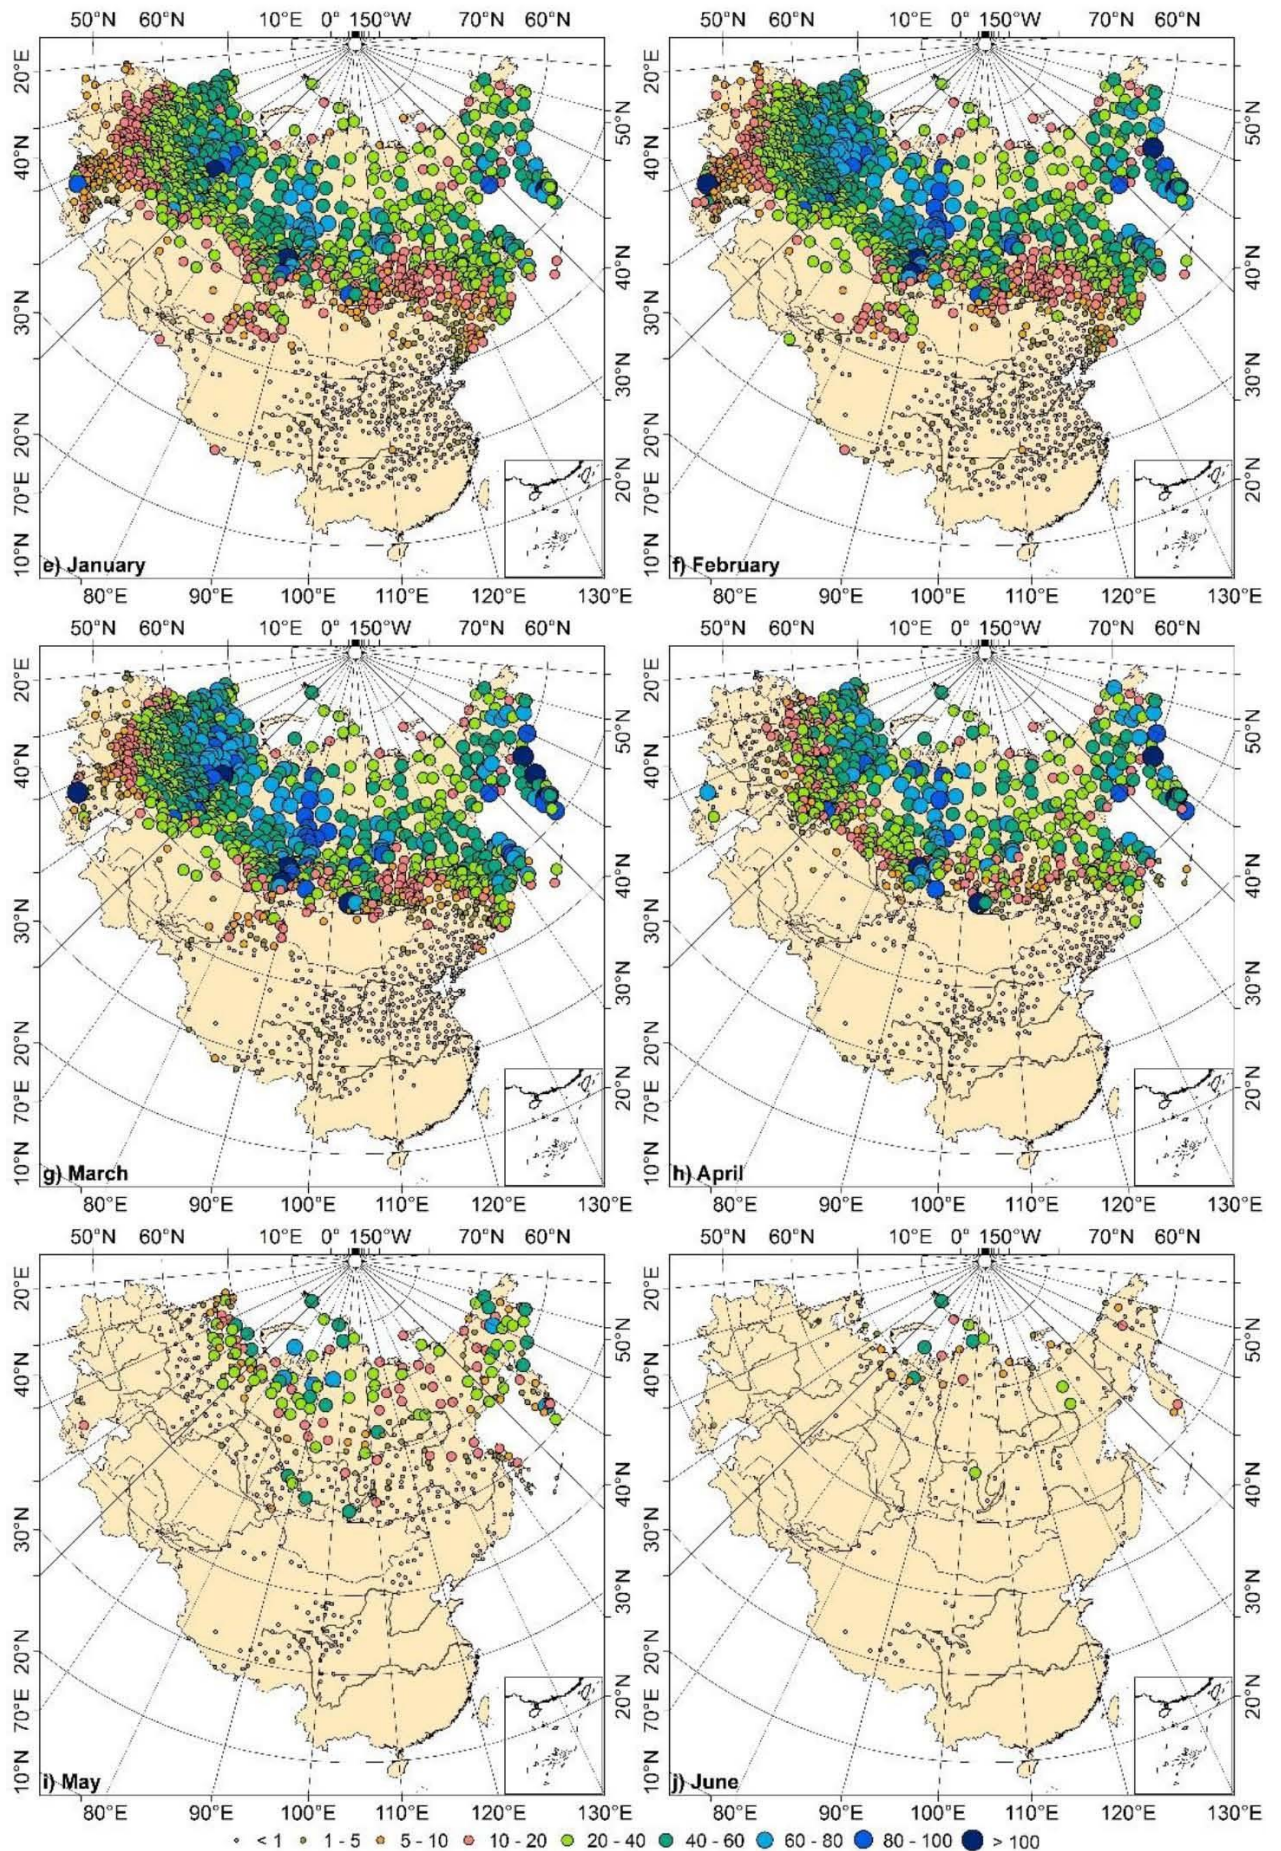 50°N 60°N 10°E 0° 150°W 70°N 60°N
50°N 60°N 10°E 0° 150°W 70°N 60°N
20°E
40°N
30°N
20°N
70°E
10°N
50°N
40°N
30°N
20°N
20°E
40°N
30°N
20°N
70°E
10°N
50°N
40°N
30°N
20°N
e) January
f) February
80°E 90°E 100°E 110°E 120°E 130°E
80°E 90°E 100°E 110°E 120°E 130°E
50°N 60°N 10°E 0° 150°W 70°N 60°N
50°N 60°N 10°E 0° 150°W 70°N 60°N
20°E
40°N
30°N
20°N
70°E
10°N
50°N
40°N
30°N
20°N
20°E
40°N
30°N
20°N
70°E
10°N
50°N
40°N
30°N
20°N
g) March
h) April
80°E 90°E 100°E 110°E 120°E 130°E
80°E 90°E 100°E 110°E 120°E 130°E
50°N 60°N 10°E 0° 150°W 70°N 60°N
50°N 60°N 10°E 0° 150°W 70°N 60°N
20°E
40°N
30°N
20°N
70°E
10°N
50°N
40°N
30°N
20°N
20°E
40°N
30°N
20°N
70°E
10°N
50°N
40°N
30°N
20°N
i) May
j) June
80°E 90°E 100°E 110°E 120°E 130°E
80°E 90°E 100°E 110°E 120°E 130°E
< 1 1 - 5 5 - 10 10 - 20 20 - 40 40 - 60 60 - 80 80 - 100 > 100